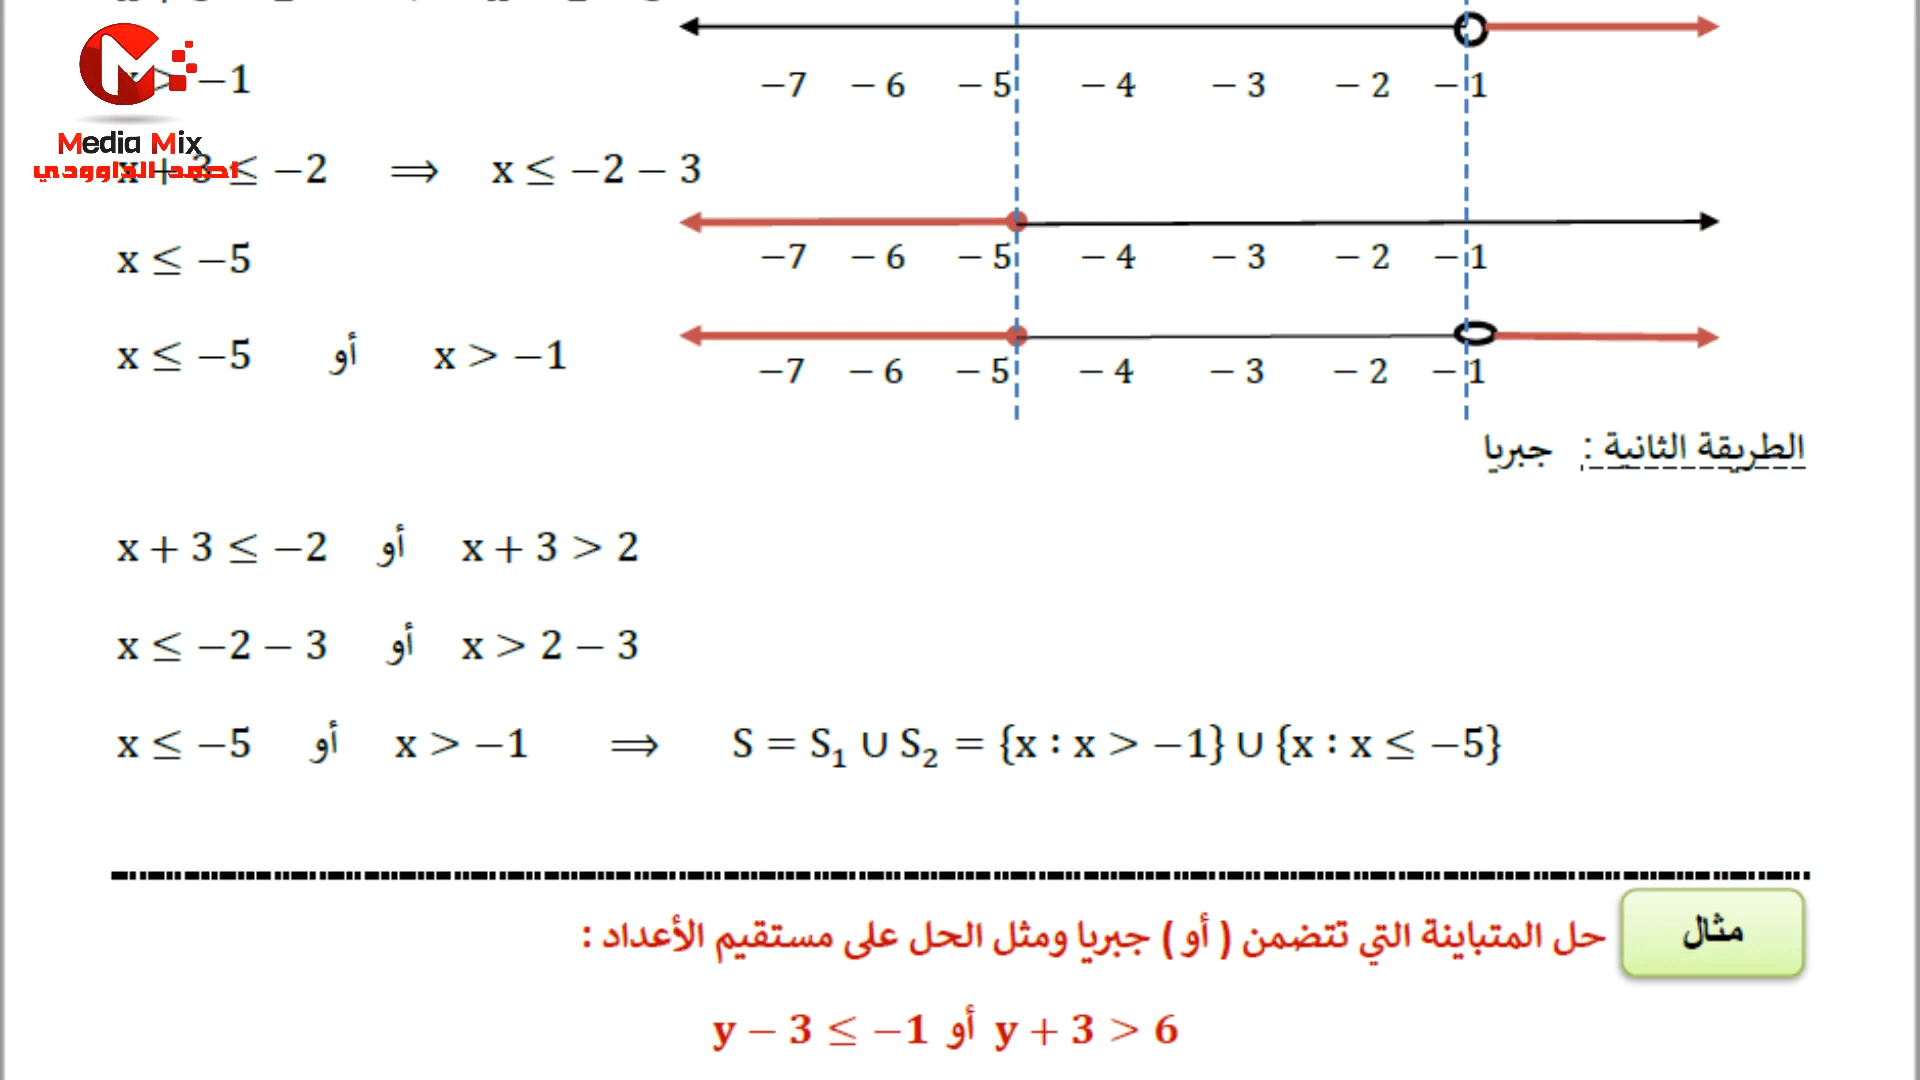 x > −1
−7 − 6 − 5 − 4 − 3 − 2 − 1
Media Mix
احمد الداوودي
x + 3 ≤ −2 ⟹ x ≤ −2 − 3
x ≤ −5
−7 − 6 − 5 − 4 − 3 − 2 − 1
x ≤ −5 أو x > −1
−7 − 6 − 5 − 4 − 3 − 2 − 1
الطريقة الثانية : جبريا
x + 3 ≤ −2 أو x + 3 > 2
x ≤ −2 − 3 أو x > 2 − 3
x ≤ −5 أو x > −1 ⟹ S = S₁ ∪ S₂ = {x : x > −1} ∪ {x : x ≤ −5}
مثال
حل المتباينة التي تتضمن ( أو ) جبريا ومثل الحل على مستقيم الأعداد :
y − 3 ≤ −1 أو y + 3 > 6